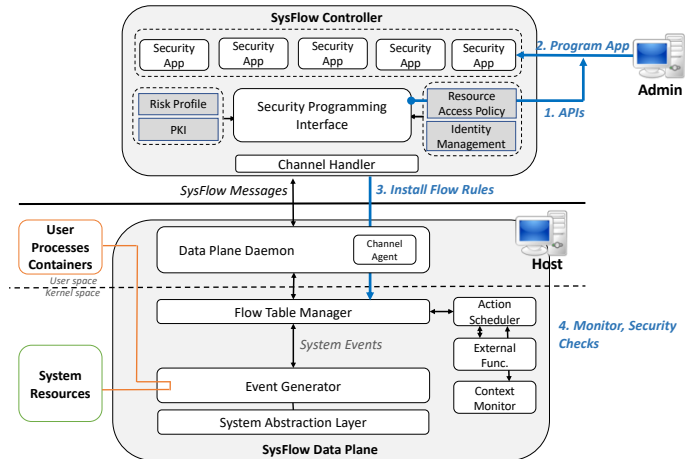 SysFlow Controller
Security
App
Security
App
Security
App
Security
App
Security
App
2. Program App
Admin
Risk Profile
PKI
Security Programming
Interface
Resource
Access Policy
Identity
Management
1. APIs
Channel Handler
SysFlow Messages
3. Install Flow Rules
User
Processes
Containers
Data Plane Daemon
Channel
Agent
Host
User space
Kernel space
Flow Table Manager
Action
Scheduler
4. Monitor, Security
Checks
System Events
External
Func.
System
Resources
Event Generator
Context
Monitor
System Abstraction Layer
SysFlow Data Plane